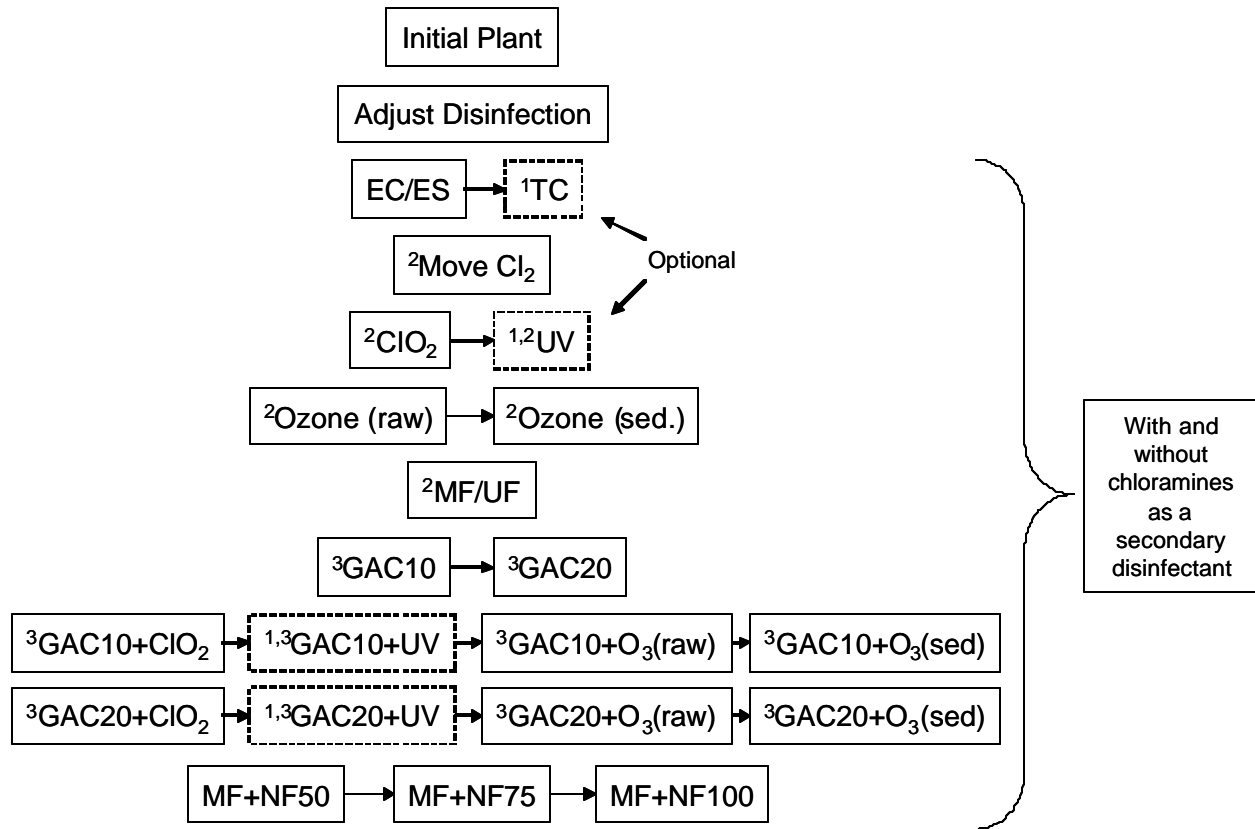 Initial Plant
Adjust Disinfection
EC/ES
¹TC
Optional
²Move Cl₂
²ClO₂
¹,²UV
²Ozone (raw)
²Ozone (sed.)
²MF/UF
³GAC10
³GAC20
³GAC10+ClO₂
¹,³GAC10+UV
³GAC10+O₃(raw)
³GAC10+O₃(sed)
³GAC20+ClO₂
¹,³GAC20+UV
³GAC20+O₃(raw)
³GAC20+O₃(sed)
MF+NF50
MF+NF75
MF+NF100
With and
without
chloramines
as a
secondary
disinfectant